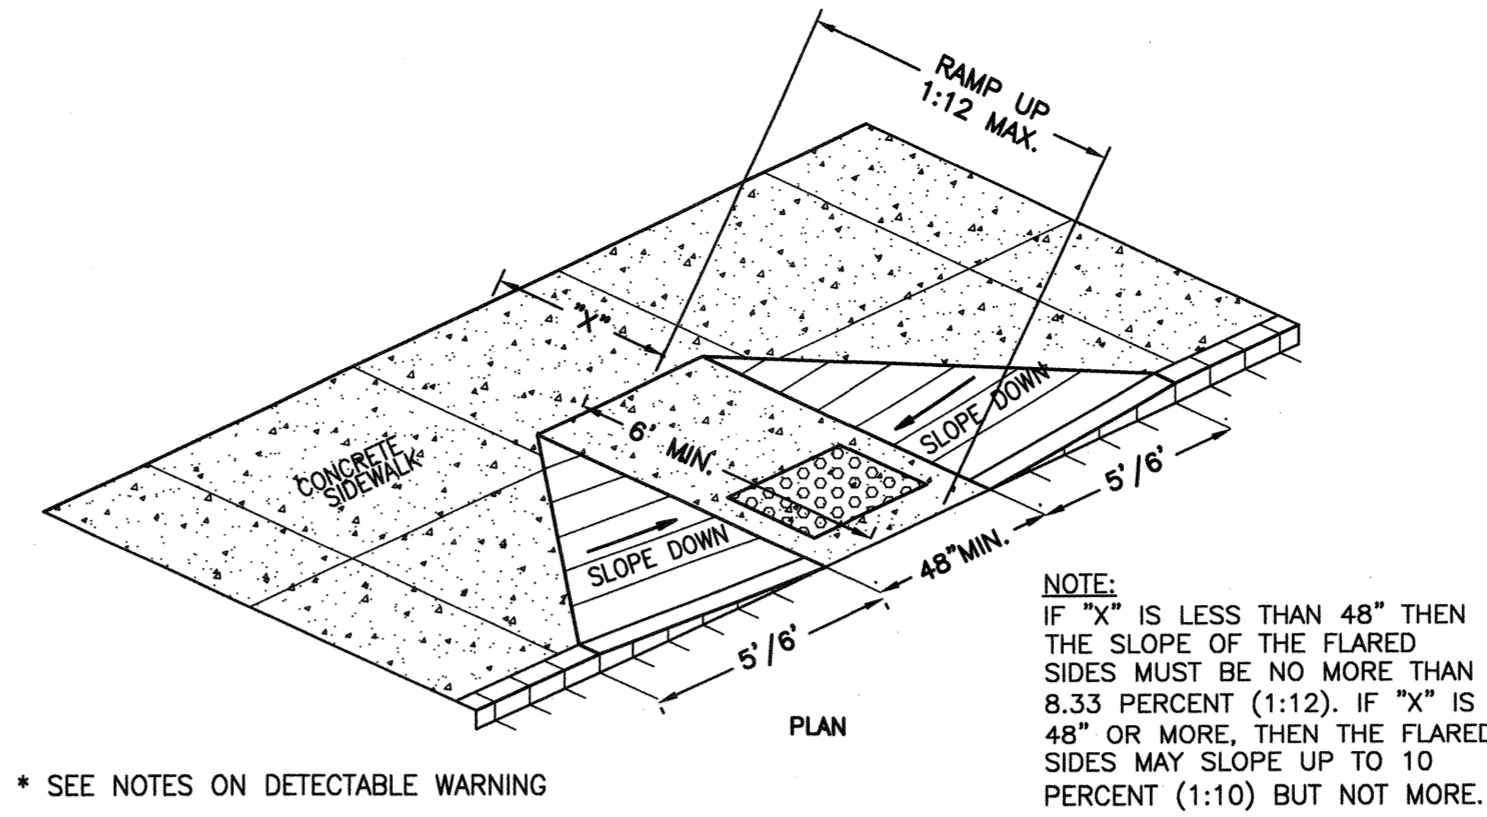 RAMP UP
1:12 MAX.
"X"
CONCRETE
SIDEWALK
6' MIN.
SLOPE DOWN
SLOPE DOWN
5'/6'
48"MIN.
5'/6'
PLAN
NOTE:
IF "X" IS LESS THAN 48" THEN
THE SLOPE OF THE FLARED
SIDES MUST BE NO MORE THAN
8.33 PERCENT (1:12). IF "X" IS
48" OR MORE, THEN THE FLARED
SIDES MAY SLOPE UP TO 10
PERCENT (1:10) BUT NOT MORE.
* SEE NOTES ON DETECTABLE WARNING